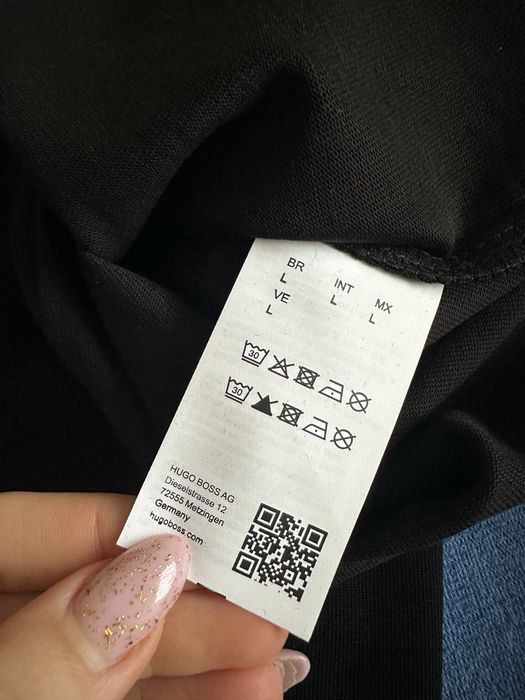 BR INT MX
L L L
VE
L
30
30
HUGO BOSS AG
Dieselstrasse 12
72555 Metzingen
Germany
hugoboss.com